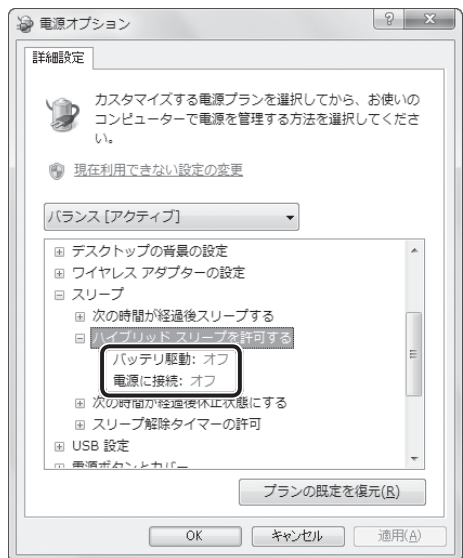 電源オプション
詳細設定
カスタマイズする電源プランを選択してから、お使いの
コンピューターで電源を管理する方法を選択してくださ
い。
現在利用できない設定の変更
バランス [アクティブ]
デスクトップの背景の設定
ワイヤレス アダプターの設定
スリープ
次の時間が経過後スリープする
ハイブリッド スリープを許可する
バッテリ駆動: オフ
電源に接続: オフ
次の時間が経過後休止状態にする
スリープ解除タイマーの許可
USB 設定
電源ボタンとカバー
プランの既定を復元(R)
OK
キャンセル
適用(A)